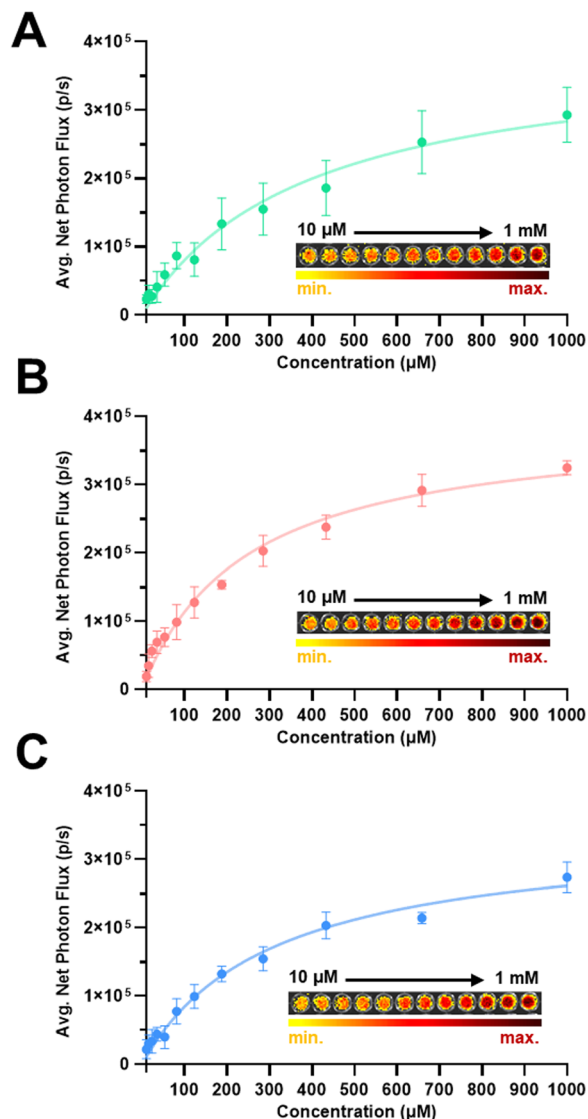 A
Avg. Net Photon Flux (p/s)
4×10⁵
3×10⁵
2×10⁵
1×10⁵
0
10 µM
1 mM
min.
max.
100 200 300 400 500 600 700 800 900 1000
Concentration (µM)
B
Avg. Net Photon Flux (p/s)
4×10⁵
3×10⁵
2×10⁵
1×10⁵
0
10 µM
1 mM
min.
max.
100 200 300 400 500 600 700 800 900 1000
Concentration (µM)
C
Avg. Net Photon Flux (p/s)
4×10⁵
3×10⁵
2×10⁵
1×10⁵
0
10 µM
1 mM
min.
max.
100 200 300 400 500 600 700 800 900 1000
Concentration (µM)